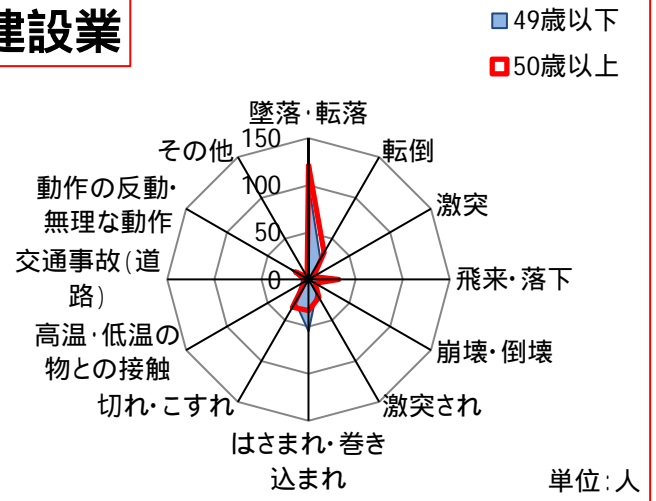 建設業
49歳以下
50歳以上
墜落・転落
転倒
激突
飛来・落下
崩壊・倒壊
激突され
はさまれ・巻き
込まれ
切れ・こすれ
高温・低温の
物との接触
交通事故(道
路)
動作の反動・
無理な動作
その他
150
100
50
0
単位:人